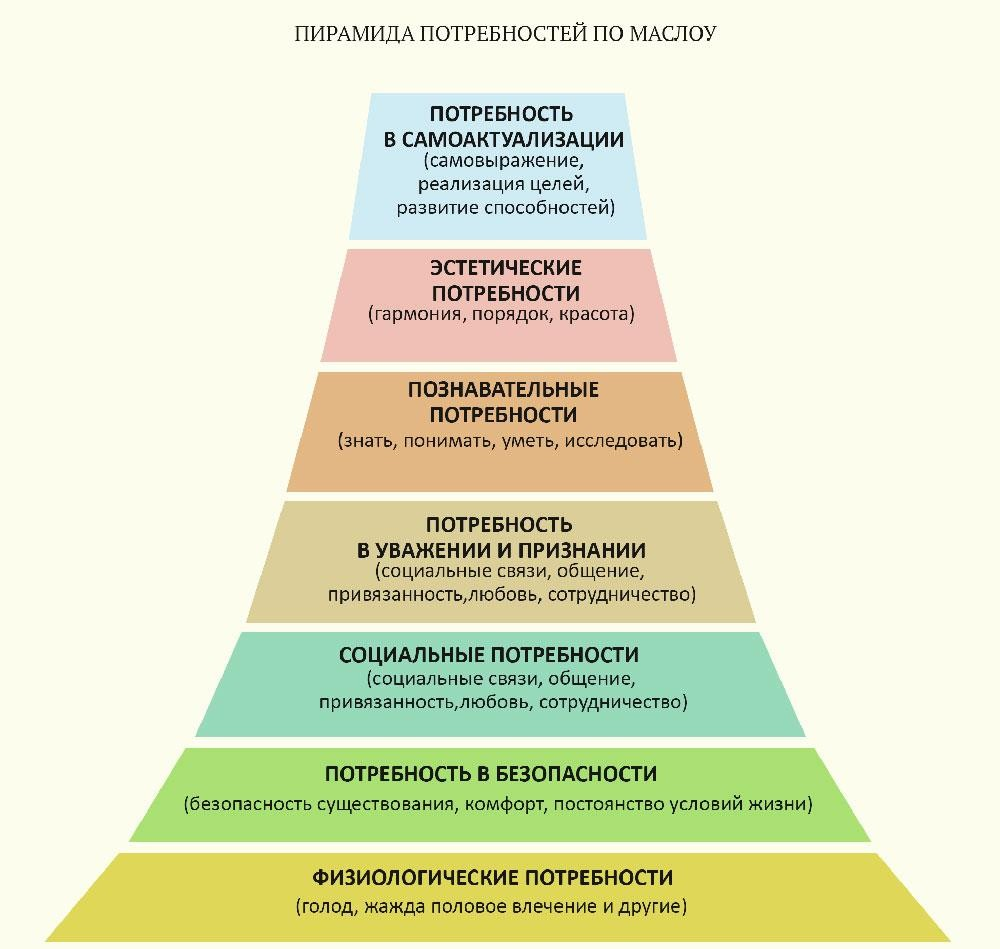 ПИРАМИДА ПОТРЕБНОСТЕЙ ПО МАСЛОУ
ПОТРЕБНОСТЬ
В САМОАКТУАЛИЗАЦИИ
(самовыражение,
реализация целей,
развитие способностей)
ЭСТЕТИЧЕСКИЕ
ПОТРЕБНОСТИ
(гармония, порядок, красота)
ПОЗНАВАТЕЛЬНЫЕ
ПОТРЕБНОСТИ
(знать, понимать, уметь, исследовать)
ПОТРЕБНОСТЬ
В УВАЖЕНИИ И ПРИЗНАНИИ
(социальные связи, общение,
привязанность,любовь, сотрудничество)
СОЦИАЛЬНЫЕ ПОТРЕБНОСТИ
(социальные связи, общение,
привязанность,любовь, сотрудничество)
ПОТРЕБНОСТЬ В БЕЗОПАСНОСТИ
(безопасность существования, комфорт, постоянство условий жизни)
ФИЗИОЛОГИЧЕСКИЕ ПОТРЕБНОСТИ
(голод, жажда половое влечение и другие)